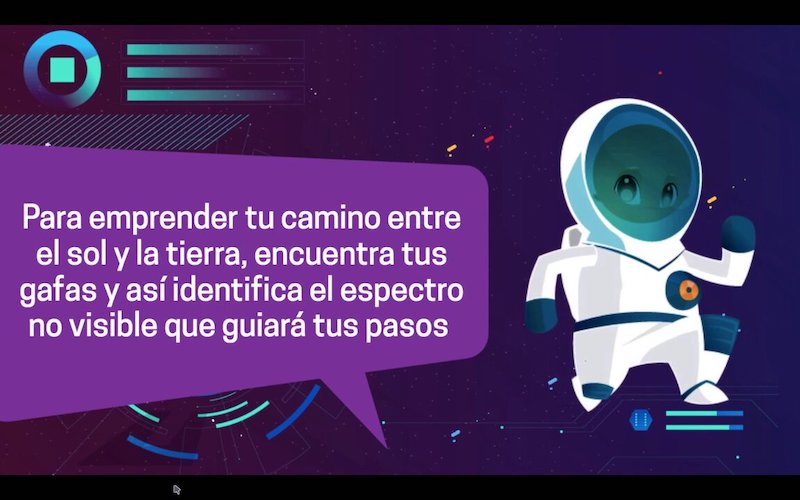 Para emprender tu camino entre
el sol y la tierra, encuentra tus
gafas y así identifica el espectro
no visible que guiará tus pasos